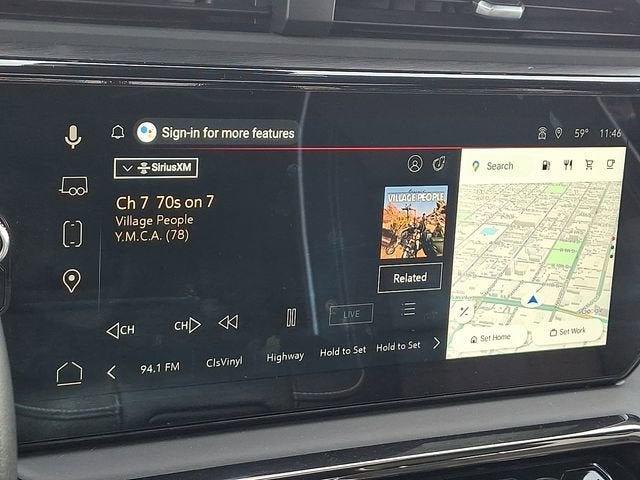 Sign-in for more features
59° 11:46
SiriusXM
Ch 7 70s on 7
Village People
Y.M.C.A. (78)
VILLAGE PEOPLE
Related
Search
CH
CH
LIVE
94.1 FM
ClsVinyl
Highway
Hold to Set
Hold to Set
Google
Set Home
Set Work